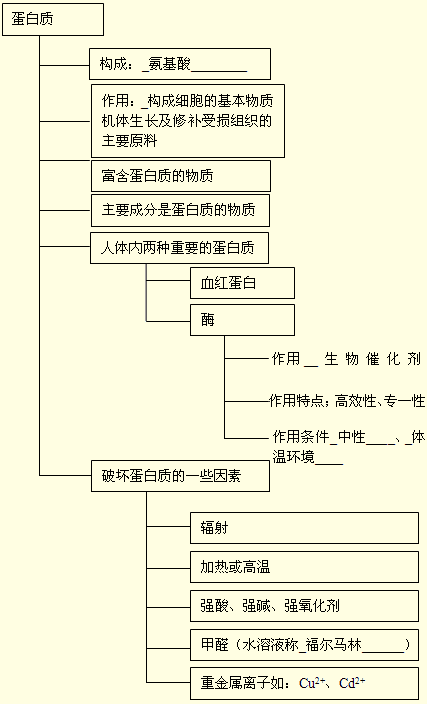 蛋白质
构成：_氨基酸________
作用：_构成细胞的基本物质
机体生长及修补受损组织的
主要原料
富含蛋白质的物质
主要成分是蛋白质的物质
人体内两种重要的蛋白质
血红蛋白
酶
作用__生物催化剂
作用特点；高效性、专一性
作用条件_中性____、_体
温环境____
破坏蛋白质的一些因素
辐射
加热或高温
强酸、强碱、强氧化剂
甲醛（水溶液称_福尔马林______）
重金属离子如：Cu²⁺、Cd²⁺